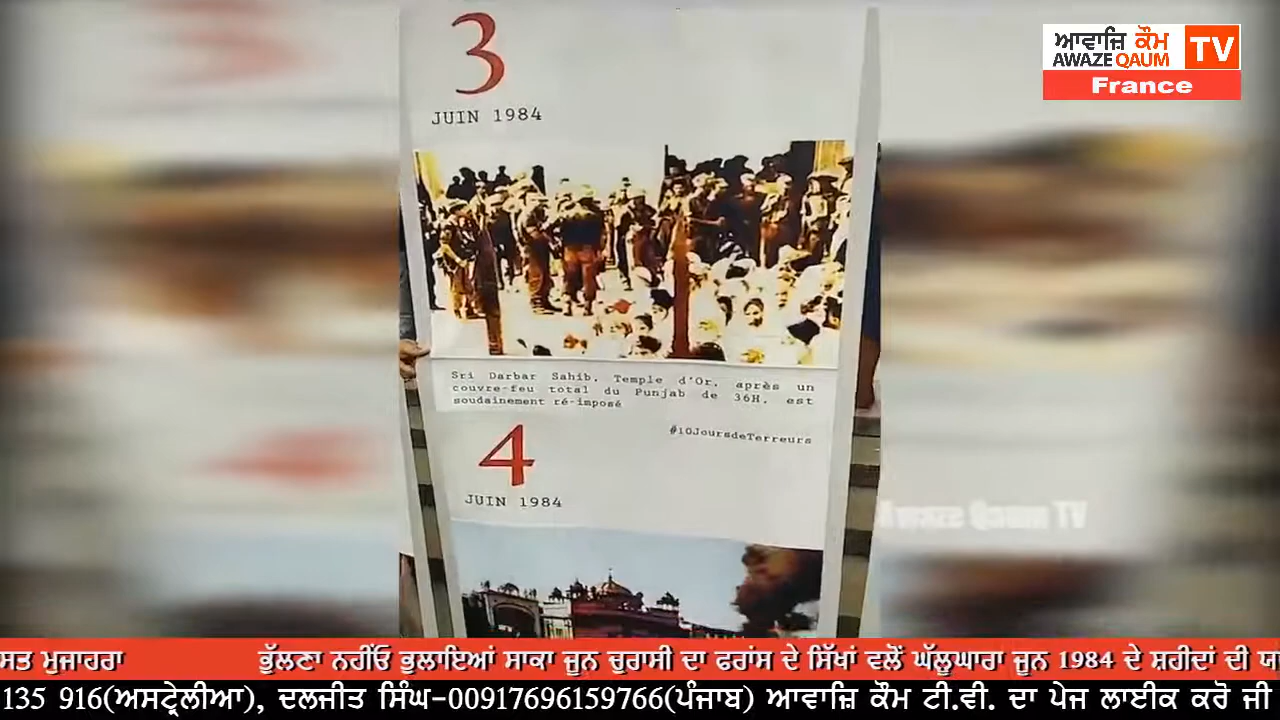 ਆਵਾਜ਼ਿ ਕੌਮ
AWAZE QAUM
TV
France
3
JUIN 1984
Sri Darbar Sahib, Temple d'Or, après un
couvre-feu total du Punjab de 36H, est
soudainement ré-imposé
#10JoursdeTerreurs
4
JUIN 1984
Awaze Qaum TV
ਸਤ ਮੁਜਾਹਰਾ ਭੁੱਲਣਾ ਨਹੀਂਓ ਭੁਲਾਇਆਂ ਸਾਕਾ ਜੂਨ ਚੁਰਾਸੀ ਦਾ ਫਰਾਂਸ ਦੇ ਸਿੱਖਾਂ ਵਲੋਂ ਘੱਲੂਘਾਰਾ ਜੂਨ 1984 ਦੇ ਸ਼ਹੀਦਾਂ ਦੀ ਯਾ
135 916(ਅਸਟ੍ਰੇਲੀਆ), ਦਲਜੀਤ ਸਿੰਘ-00917696159766(ਪੰਜਾਬ) ਆਵਾਜ਼ਿ ਕੌਮ ਟੀ.ਵੀ. ਦਾ ਪੇਜ ਲਾਈਕ ਕਰੋ ਜੀ